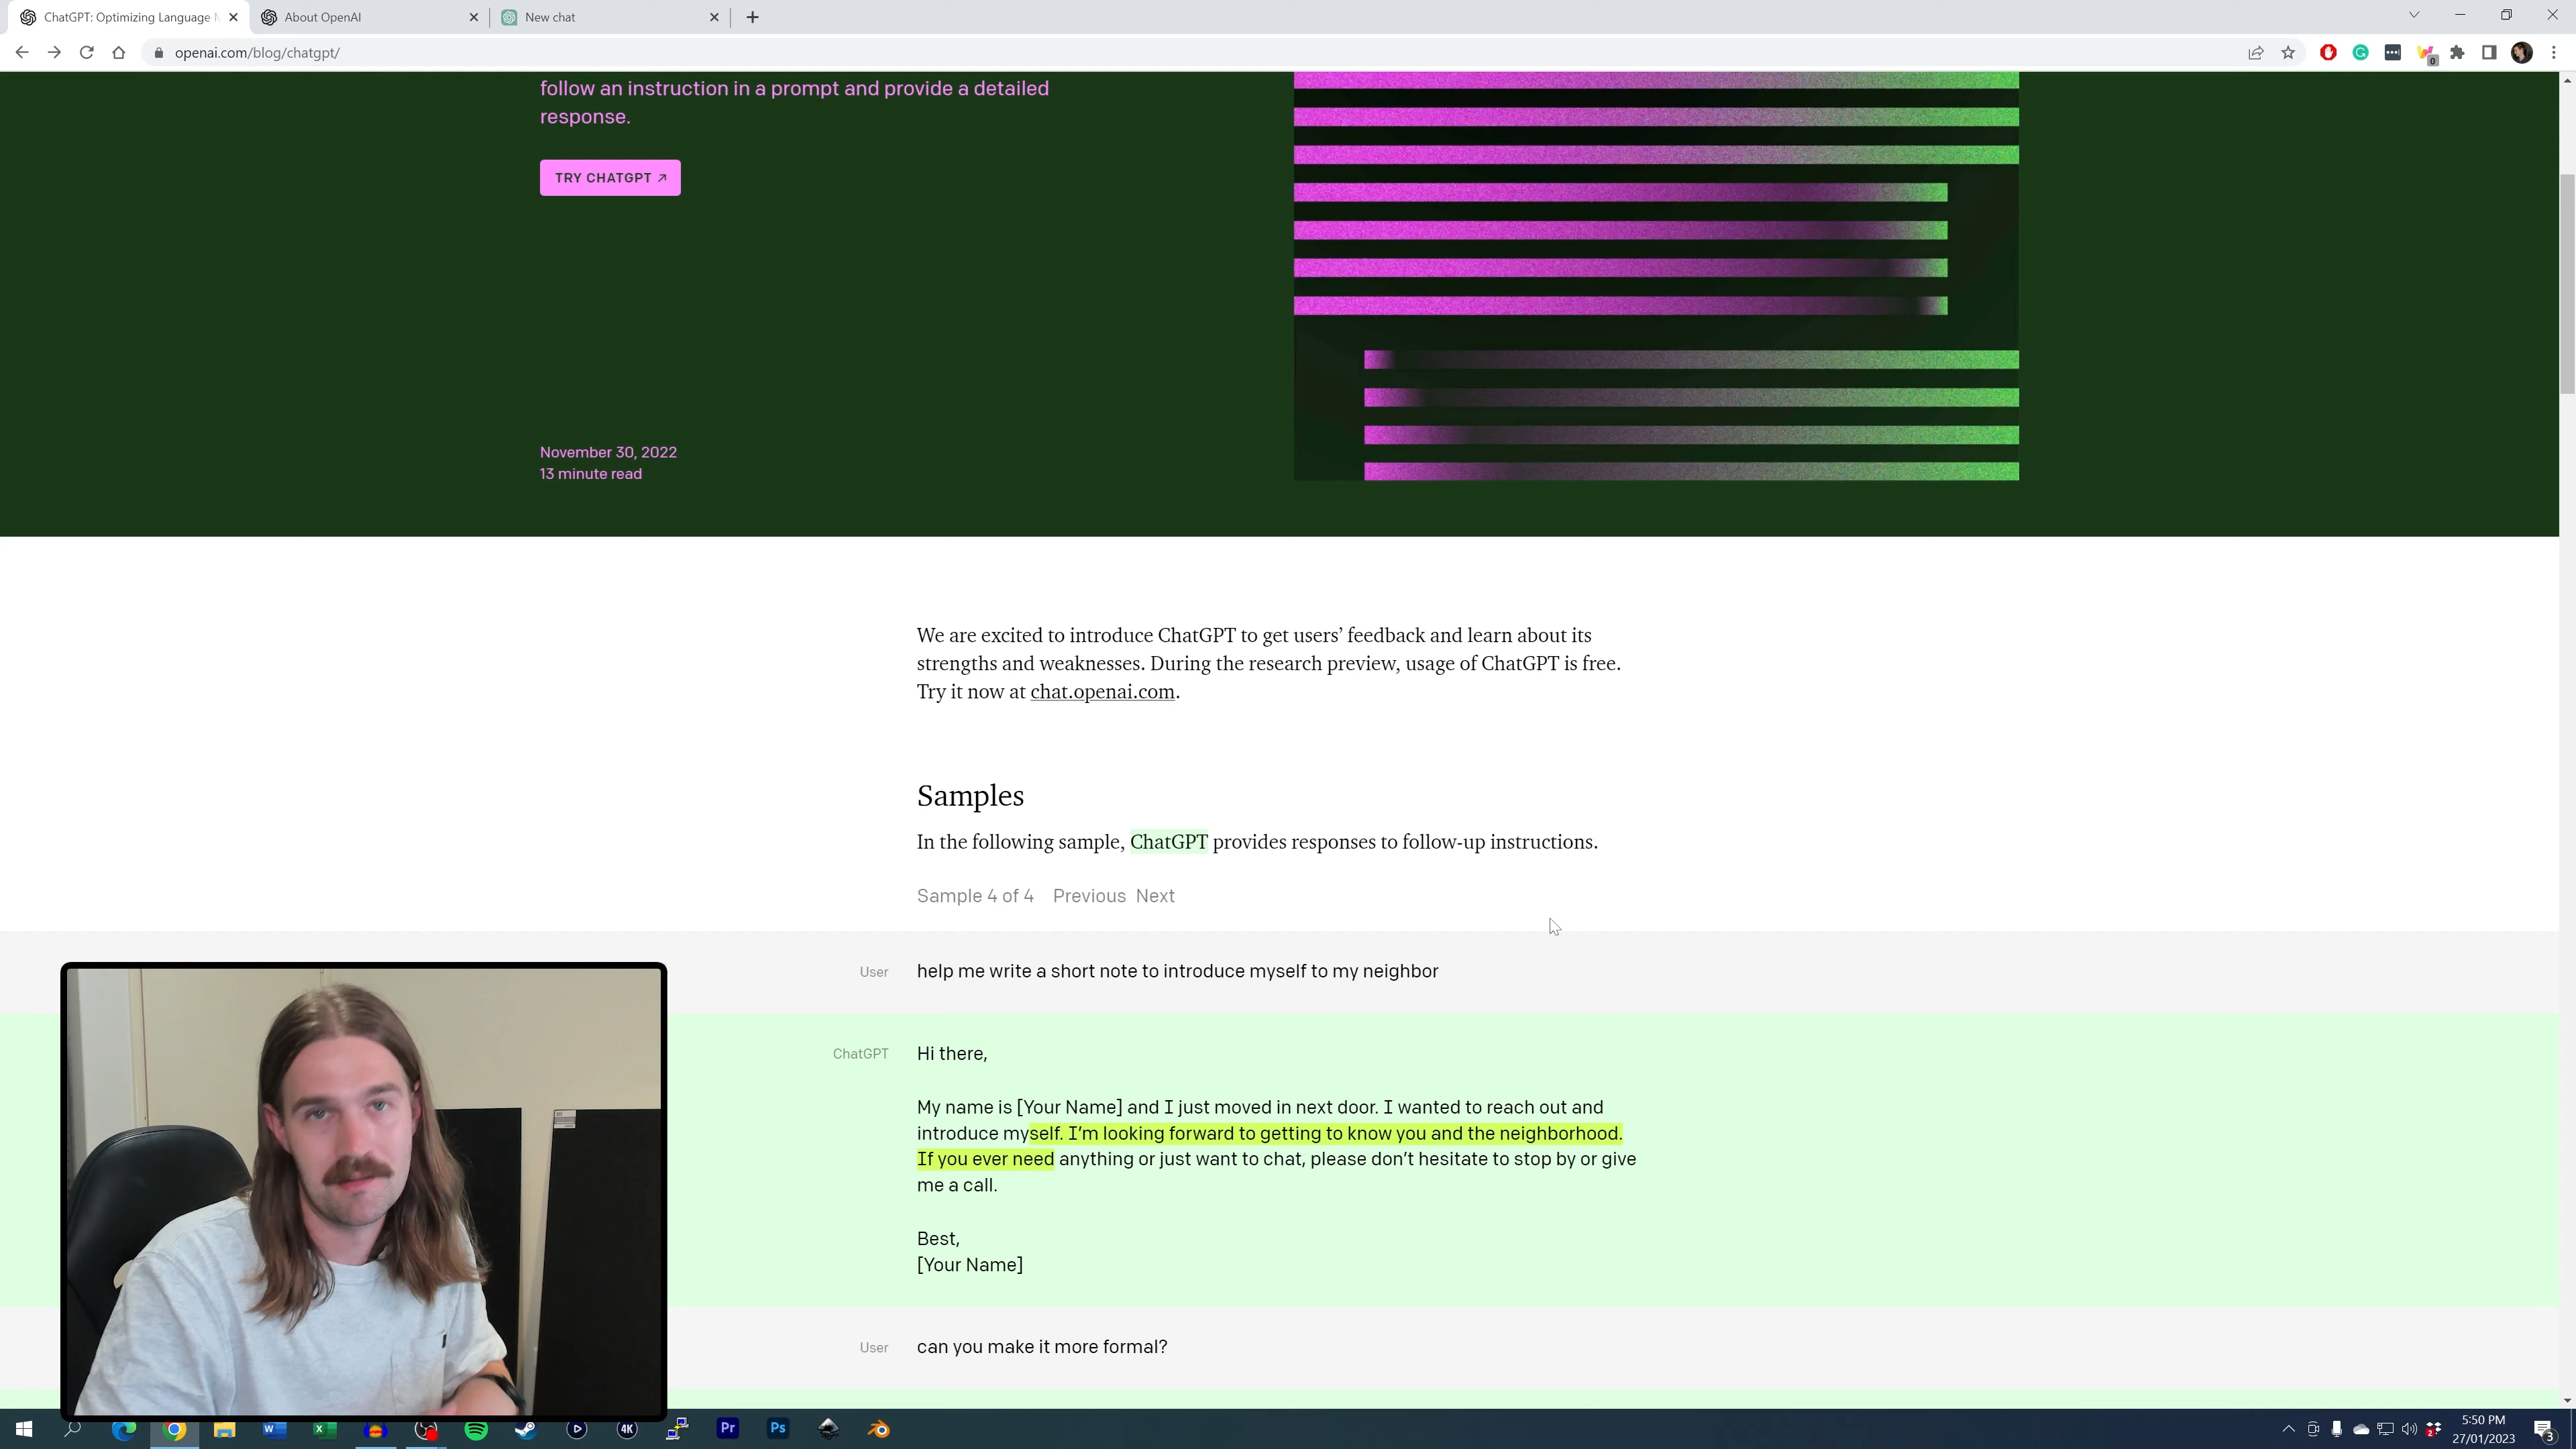 ChatGPT: Optimizing Language
About OpenAI
New chat
openai.com/blog/chatgpt/
0
follow an instruction in a prompt and provide a detailed
response.
TRY CHATGPT ↗
November 30, 2022
13 minute read
We are excited to introduce ChatGPT to get users’ feedback and learn about its
strengths and weaknesses. During the research preview, usage of ChatGPT is free.
Try it now at chat.openai.com.
Samples
In the following sample, ChatGPT provides responses to follow-up instructions.
Sample 4 of 4 Previous Next
User
help me write a short note to introduce myself to my neighbor
ChatGPT
Hi there,
My name is [Your Name] and I just moved in next door. I wanted to reach out and
introduce myself. I’m looking forward to getting to know you and the neighborhood.
If you ever need anything or just want to chat, please don’t hesitate to stop by or give
me a call.
Best,
[Your Name]
User
can you make it more formal?
4K
Pr
Ps
2
5:50 PM
27/01/2023
3